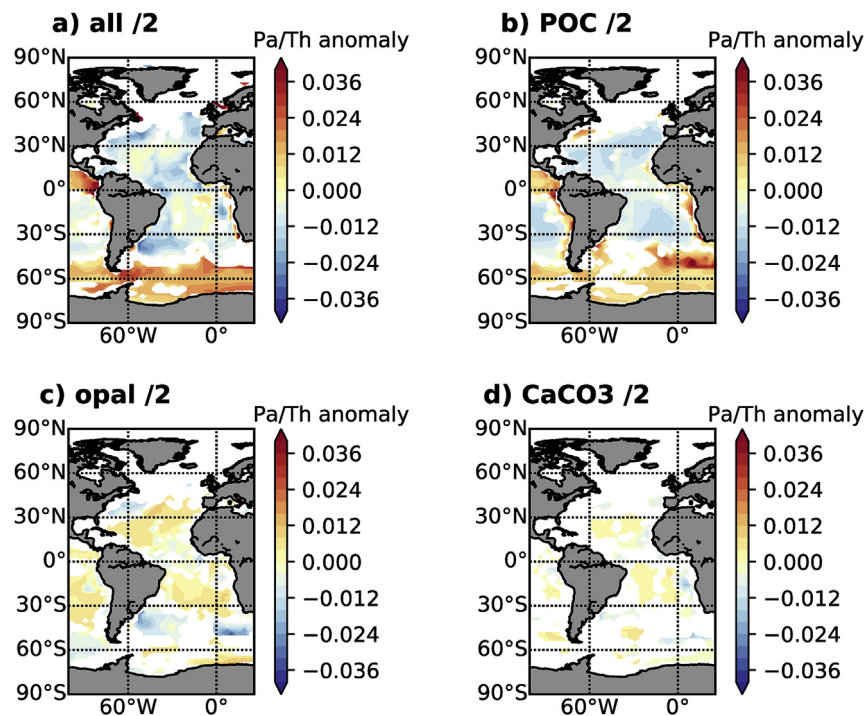 a) all /2
Pa/Th anomaly
90°N
60°N
30°N
0°
30°S
60°S
90°S
60°W
0°
0.036
0.024
0.012
0.000
−0.012
−0.024
−0.036
b) POC /2
Pa/Th anomaly
90°N
60°N
30°N
0°
30°S
60°S
90°S
60°W
0°
0.036
0.024
0.012
0.000
−0.012
−0.024
−0.036
c) opal /2
Pa/Th anomaly
90°N
60°N
30°N
0°
30°S
60°S
90°S
60°W
0°
0.036
0.024
0.012
0.000
−0.012
−0.024
−0.036
d) CaCO3 /2
Pa/Th anomaly
90°N
60°N
30°N
0°
30°S
60°S
90°S
60°W
0°
0.036
0.024
0.012
0.000
−0.012
−0.024
−0.036